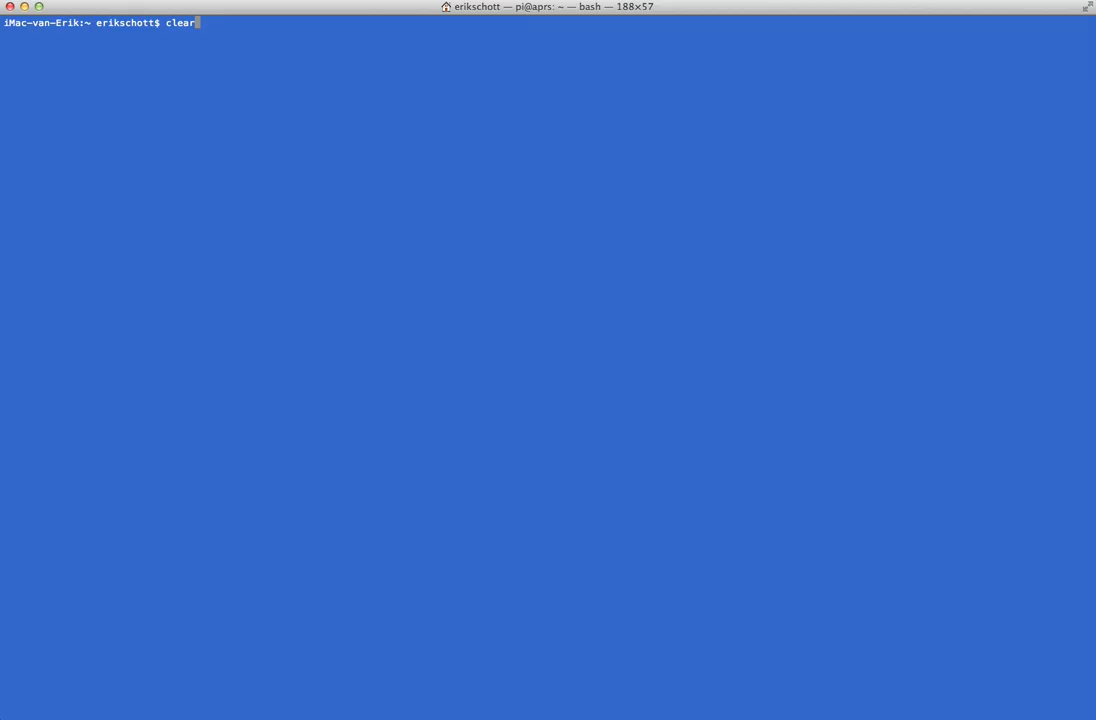 erikschott — pi@aprs: ~ — bash — 188×57
iMac-van-Erik:~ erikschott$ clear